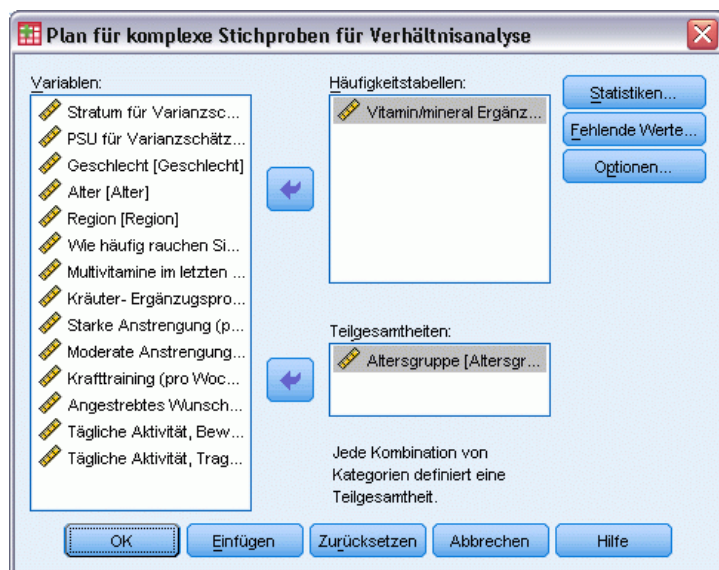 Plan für komplexe Stichproben für Verhältnisanalyse
Variablen:
Stratum für Varianzsc...
PSU für Varianzschätz...
Geschlecht [Geschlecht]
Alter [Alter]
Region [Region]
Wie häufig rauchen Si...
Multivitamine im letzten ...
Kräuter- Ergänzugspro...
Starke Anstrengung (p...
Moderate Anstrengung...
Krafttraining (pro Woc...
Angestrebtes Wunsch...
Tägliche Aktivität, Bew...
Tägliche Aktivität, Trag...
Häufigkeitstabellen:
Vitamin/mineral Ergänz...
Teilgesamtheiten:
Altersgruppe [Altersgr...
Jede Kombination von
Kategorien definiert eine
Teilgesamtheit.
Statistiken...
Fehlende Werte...
Optionen...
OK
Einfügen
Zurücksetzen
Abbrechen
Hilfe